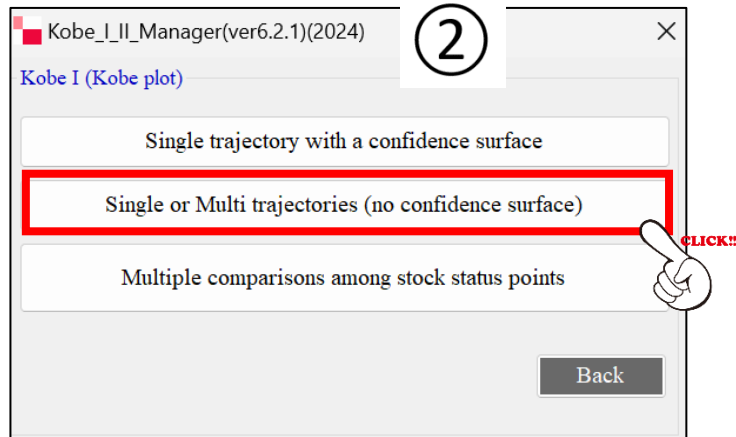 Kobe_I_II_Manager(ver6.2.1)(2024)
②
Kobe I (Kobe plot)
Single trajectory with a confidence surface
Single or Multi trajectories (no confidence surface)
CLICK!!
Multiple comparisons among stock status points
Back